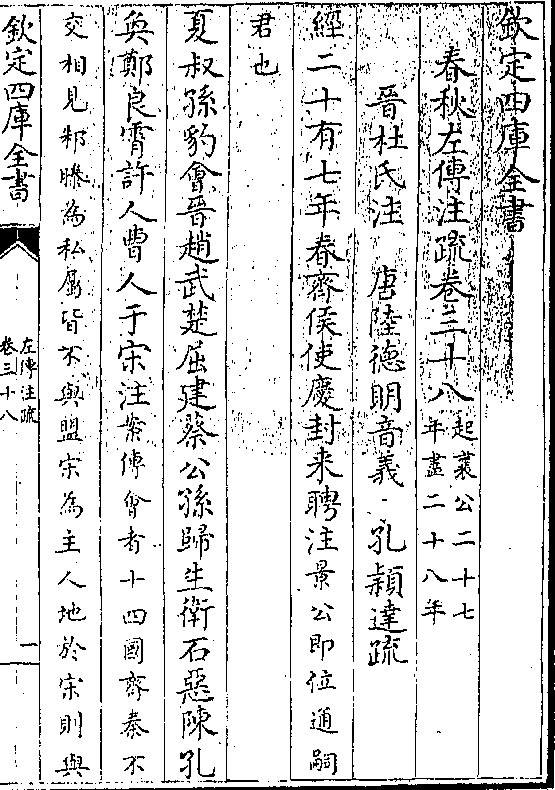 欽定四庫全書
春秋左傳注疏卷三十八
起襄公二十七
年盡二十八年
晉杜氏注 唐陸德明音義 孔穎達疏
經二十有七年春齊侯使慶封来聘注景公即位通嗣
君也
夏叔孫豹會晉趙武楚屈建蔡公孫歸生衛石惡陳孔
奐鄭良霄許人曹人于宋注案傳會者十四國齊秦不
交相見邾滕為私屬皆不與盟宋為主人地於宋則與
欽定四庫全書
左傳注疏
卷三十八
一